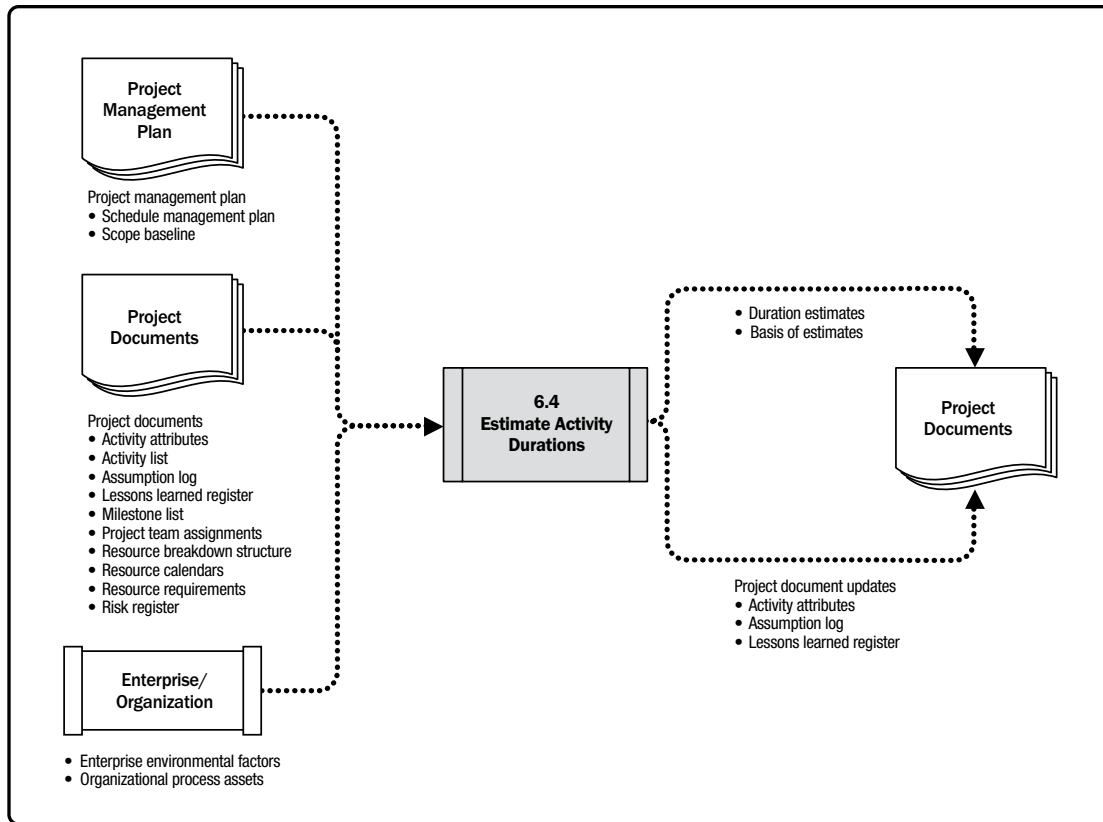 Project
Management
Plan
Project management plan
• Schedule management plan
• Scope baseline
Project
Documents
Project documents
• Activity attributes
• Activity list
• Assumption log
• Lessons learned register
• Milestone list
• Project team assignments
• Resource breakdown structure
• Resource calendars
• Resource requirements
• Risk register
Enterprise/
Organization
• Enterprise environmental factors
• Organizational process assets
6.4
Estimate Activity
Durations
• Duration estimates
• Basis of estimates
Project
Documents
Project document updates
• Activity attributes
• Assumption log
• Lessons learned register